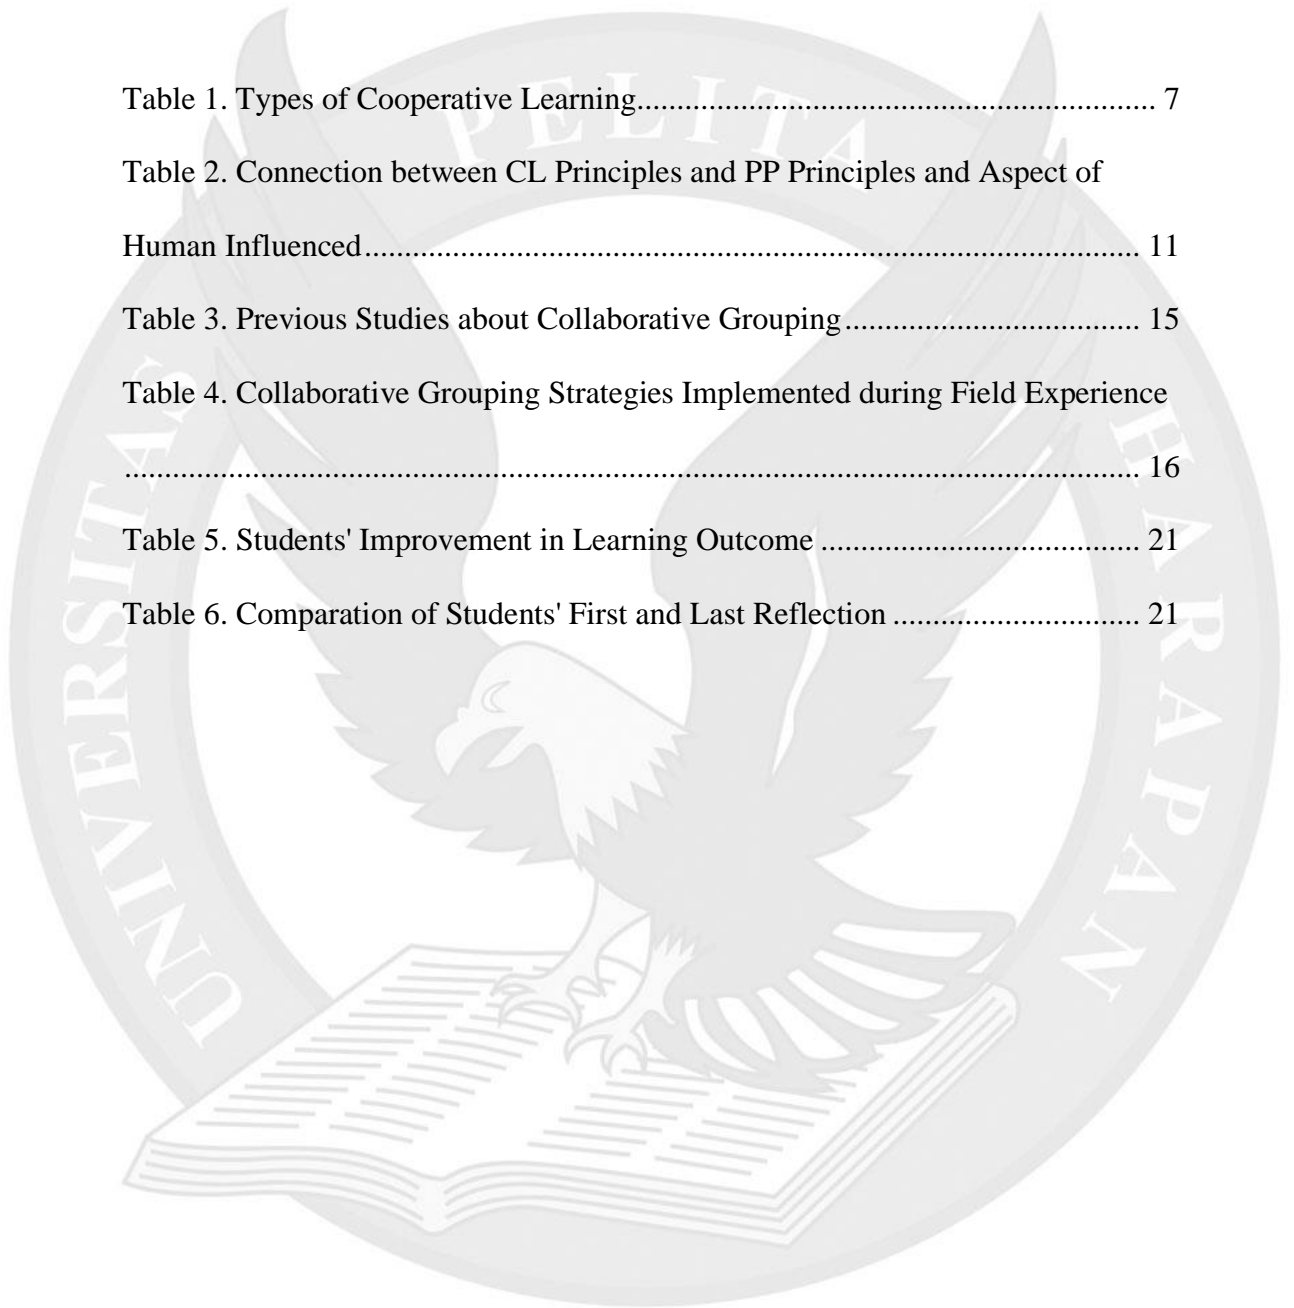 Table 1. Types of Cooperative Learning................................................................. 7
Table 2. Connection between CL Principles and PP Principles and Aspect of
Human Influenced................................................................................................. 11
Table 3. Previous Studies about Collaborative Grouping..................................... 15
Table 4. Collaborative Grouping Strategies Implemented during Field Experience
............................................................................................................................... 16
Table 5. Students' Improvement in Learning Outcome ........................................ 21
Table 6. Comparation of Students' First and Last Reflection ............................... 21
UNIVERSITAS PELITA HARAPAN